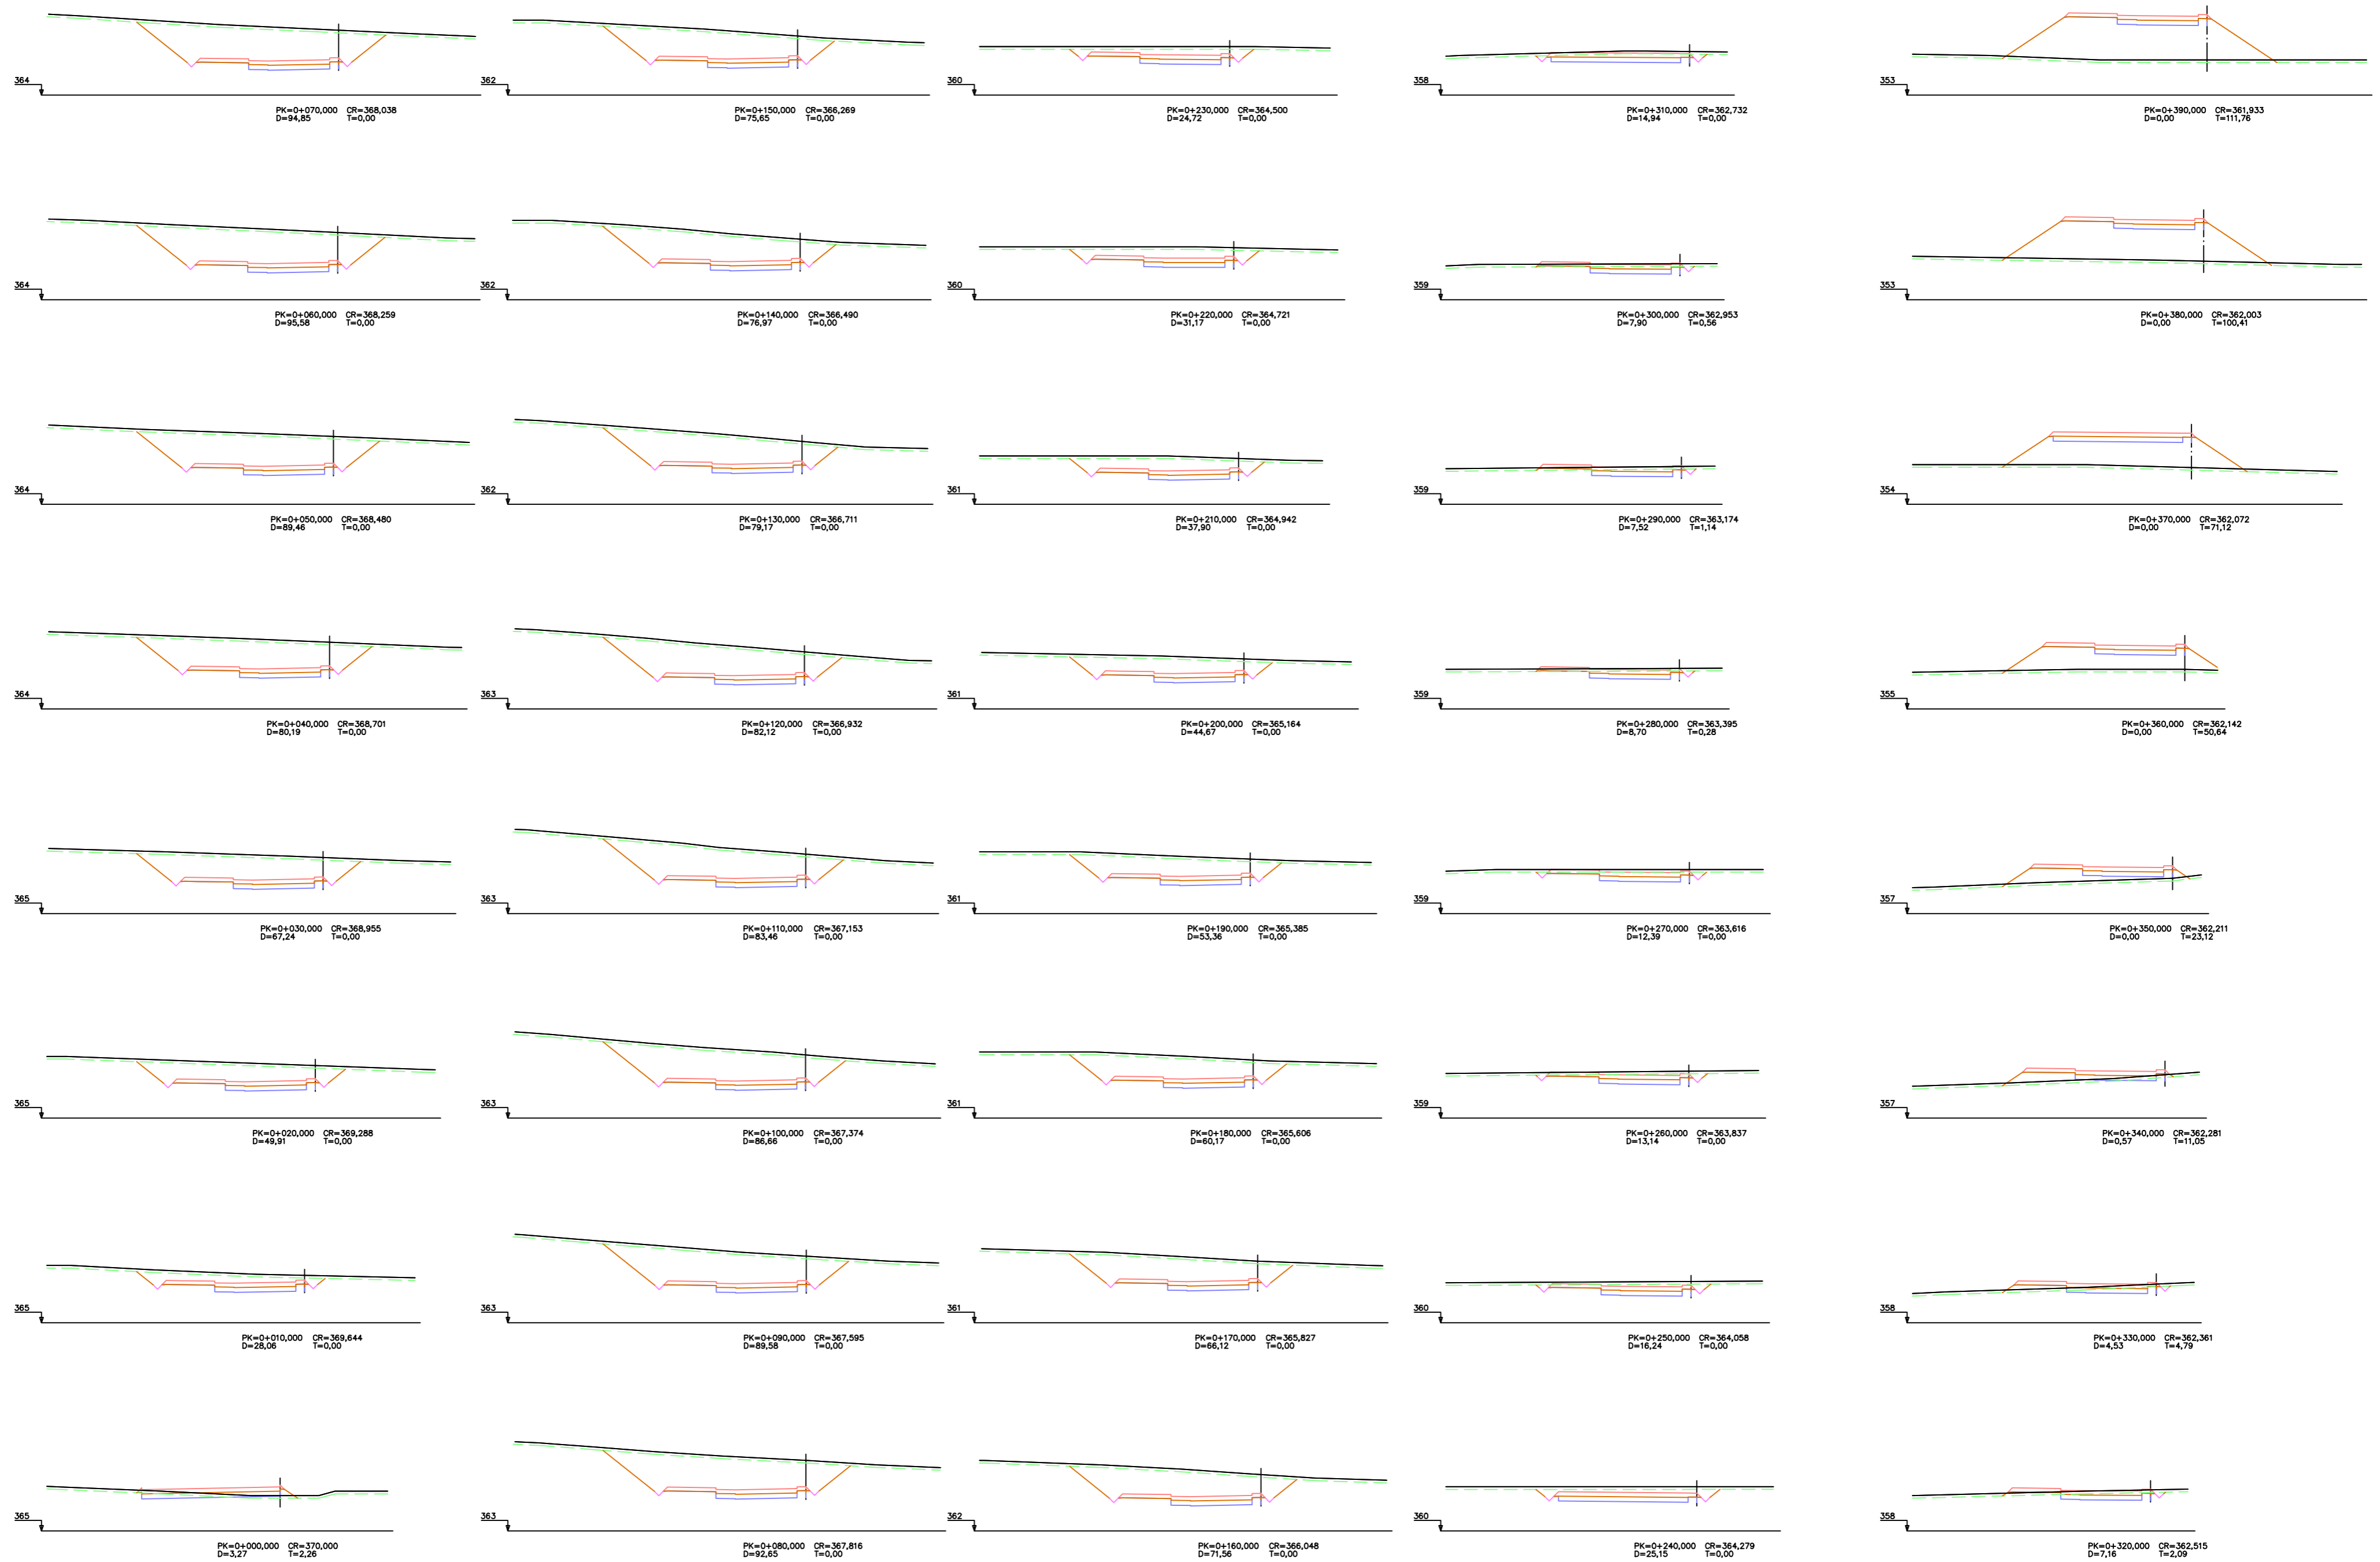 364
PK=0+070,000 CR=368,038
D=94,85 T=0,00
362
PK=0+150,000 CR=366,269
D=75,65 T=0,00
360
PK=0+230,000 CR=364,500
D=24,72 T=0,00
358
PK=0+310,000 CR=362,732
D=14,94 T=0,00
353
PK=0+390,000 CR=361,933
D=0,00 T=111,76
364
PK=0+060,000 CR=368,259
D=95,58 T=0,00
362
PK=0+140,000 CR=366,490
D=76,97 T=0,00
360
PK=0+220,000 CR=364,721
D=31,17 T=0,00
359
PK=0+300,000 CR=362,953
D=7,90 T=0,56
353
PK=0+380,000 CR=362,003
D=0,00 T=100,41
364
PK=0+050,000 CR=368,480
D=89,46 T=0,00
362
PK=0+130,000 CR=366,711
D=79,17 T=0,00
361
PK=0+210,000 CR=364,942
D=37,90 T=0,00
359
PK=0+290,000 CR=363,174
D=7,52 T=1,14
354
PK=0+370,000 CR=362,072
D=0,00 T=71,12
364
PK=0+040,000 CR=368,701
D=80,19 T=0,00
363
PK=0+120,000 CR=366,932
D=82,12 T=0,00
361
PK=0+200,000 CR=365,164
D=44,67 T=0,00
359
PK=0+280,000 CR=363,395
D=8,70 T=0,28
355
PK=0+360,000 CR=362,142
D=0,00 T=50,64
365
PK=0+030,000 CR=368,955
D=67,24 T=0,00
363
PK=0+110,000 CR=367,153
D=83,46 T=0,00
361
PK=0+190,000 CR=365,385
D=53,36 T=0,00
359
PK=0+270,000 CR=363,616
D=12,39 T=0,00
357
PK=0+350,000 CR=362,211
D=0,00 T=23,12
365
PK=0+020,000 CR=369,288
D=49,91 T=0,00
363
PK=0+100,000 CR=367,374
D=86,66 T=0,00
361
PK=0+180,000 CR=365,606
D=60,17 T=0,00
359
PK=0+260,000 CR=363,837
D=13,14 T=0,00
357
PK=0+340,000 CR=362,281
D=0,57 T=11,05
365
PK=0+010,000 CR=369,644
D=28,06 T=0,00
363
PK=0+090,000 CR=367,595
D=89,58 T=0,00
361
PK=0+170,000 CR=365,827
D=66,12 T=0,00
360
PK=0+250,000 CR=364,058
D=16,24 T=0,00
358
PK=0+330,000 CR=362,361
D=4,53 T=4,79
365
PK=0+000,000 CR=370,000
D=3,27 T=2,26
363
PK=0+080,000 CR=367,816
D=92,65 T=0,00
362
PK=0+160,000 CR=366,048
D=71,56 T=0,00
360
PK=0+240,000 CR=364,279
D=25,15 T=0,00
358
PK=0+320,000 CR=362,515
D=7,16 T=2,09